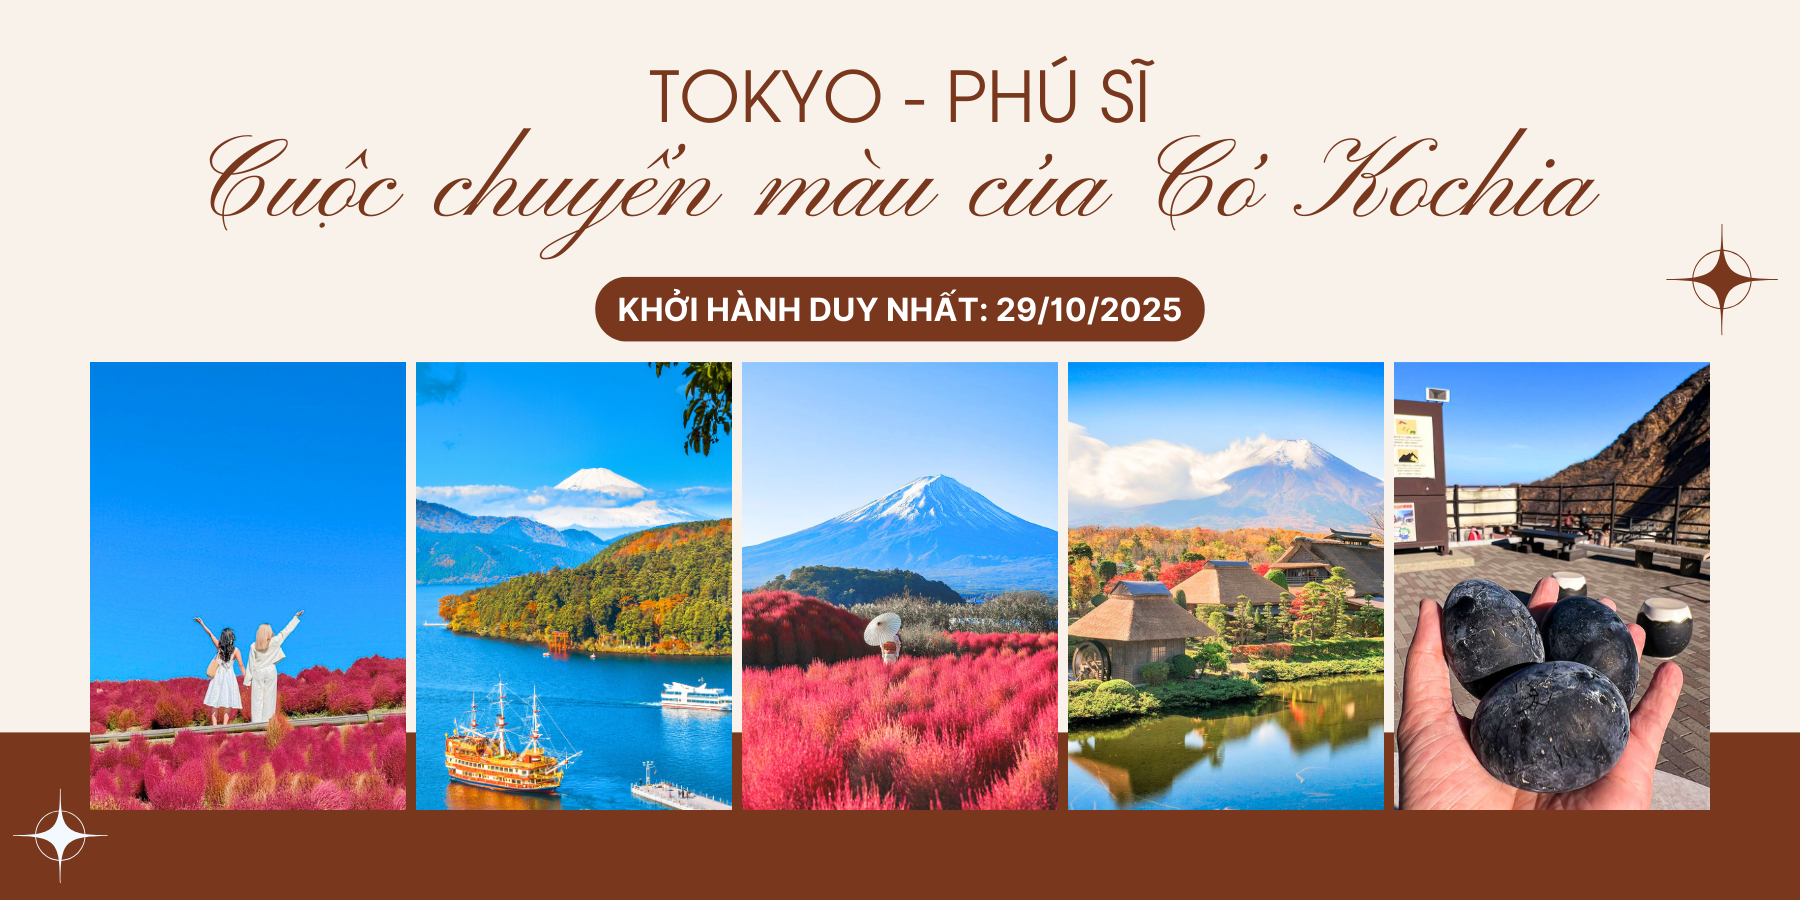 TOKYO - PHÚ SĨ
Cuộc chuyển màu của Cỏ Kochia
KHỞI HÀNH DUY NHẤT: 29/10/2025